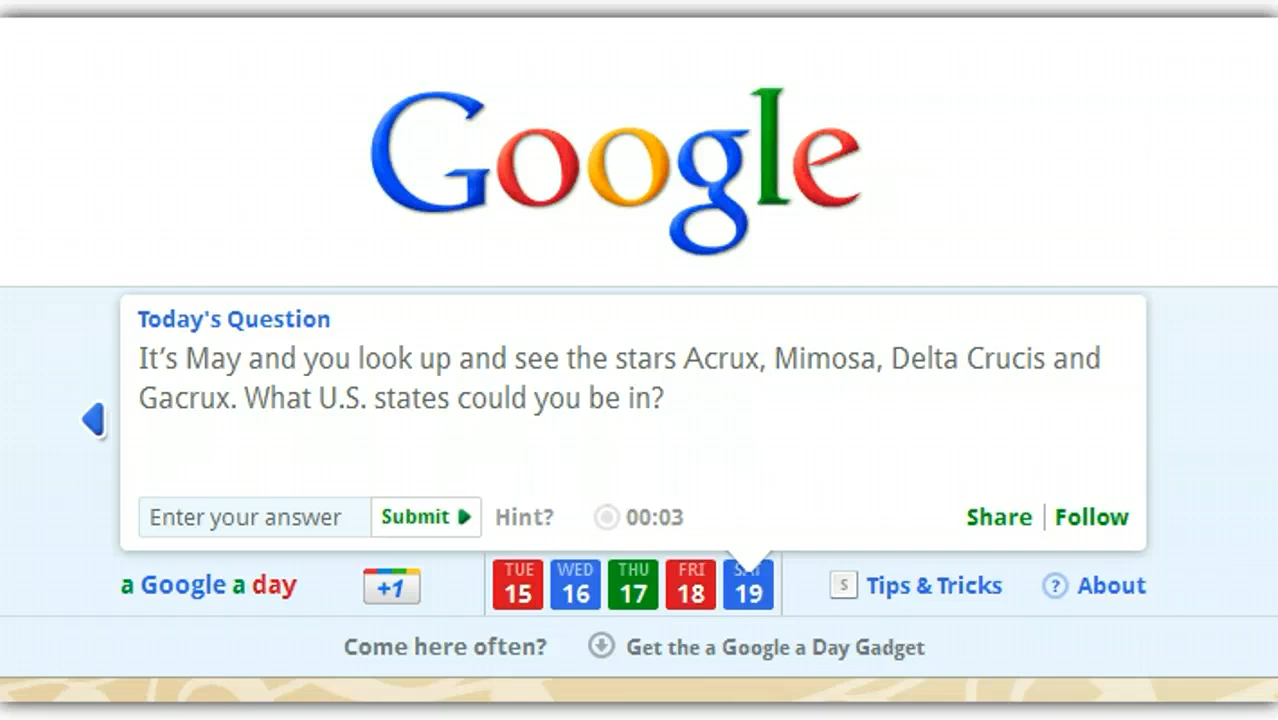 Google
Today's Question
It's May and you look up and see the stars Acrux, Mimosa, Delta Crucis and
Gacrux. What U.S. states could you be in?
Enter your answer Submit Hint? 00:03 Share Follow
a Google a day +1 TUE 15 WED 16 THU 17 FRI 18 SAT 19 S Tips & Tricks ? About
Come here often? Get the a Google a Day Gadget